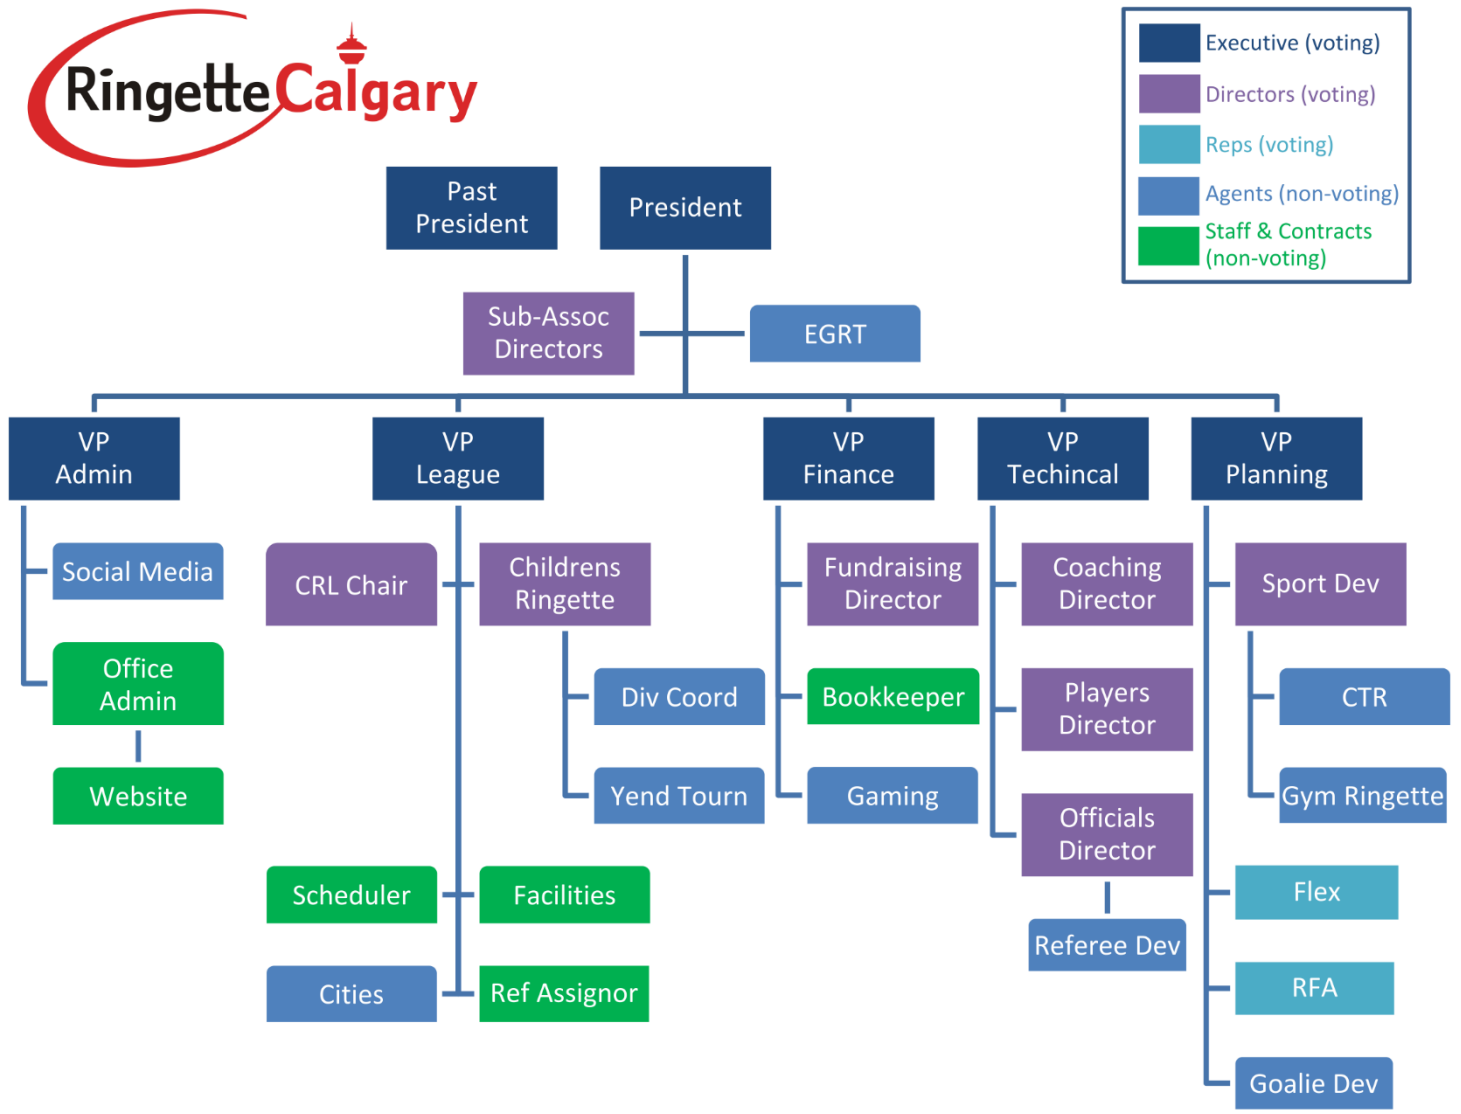 RingetteCalgary
Executive (voting)
Directors (voting)
Reps (voting)
Agents (non-voting)
Staff & Contracts
(non-voting)
Past
President
President
Sub-Assoc
Directors
EGRT
VP
Admin
VP
League
VP
Finance
VP
Techincal
VP
Planning
Social Media
Office
Admin
Website
CRL Chair
Childrens
Ringette
Div Coord
Yend Tourn
Scheduler
Facilities
Cities
Ref Assignor
Fundraising
Director
Bookkeeper
Gaming
Coaching
Director
Players
Director
Officials
Director
Referee Dev
Sport Dev
CTR
Gym Ringette
Flex
RFA
Goalie Dev